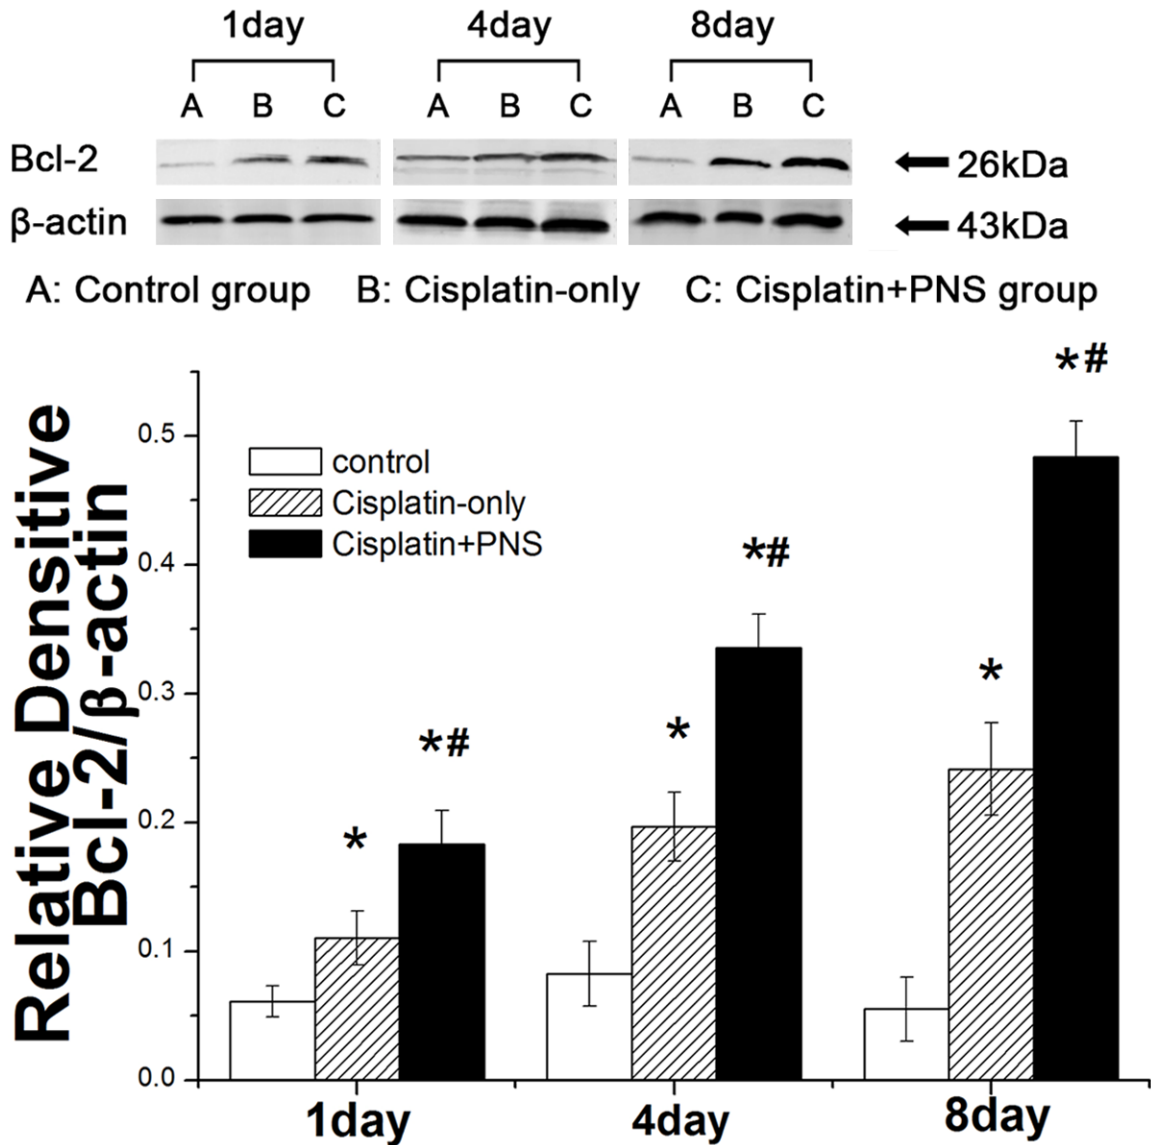 1day 4day 8day
A B C A B C A B C
Bcl-2 26kDa
β-actin 43kDa
A: Control group B: Cisplatin-only C: Cisplatin+PNS group
Relative Densitive
Bcl-2/β-actin
*#
0.5
control
Cisplatin-only
Cisplatin+PNS
*#
0.4
*
0.3
*
*#
0.2
*
0.1
0.0
1day 4day 8day